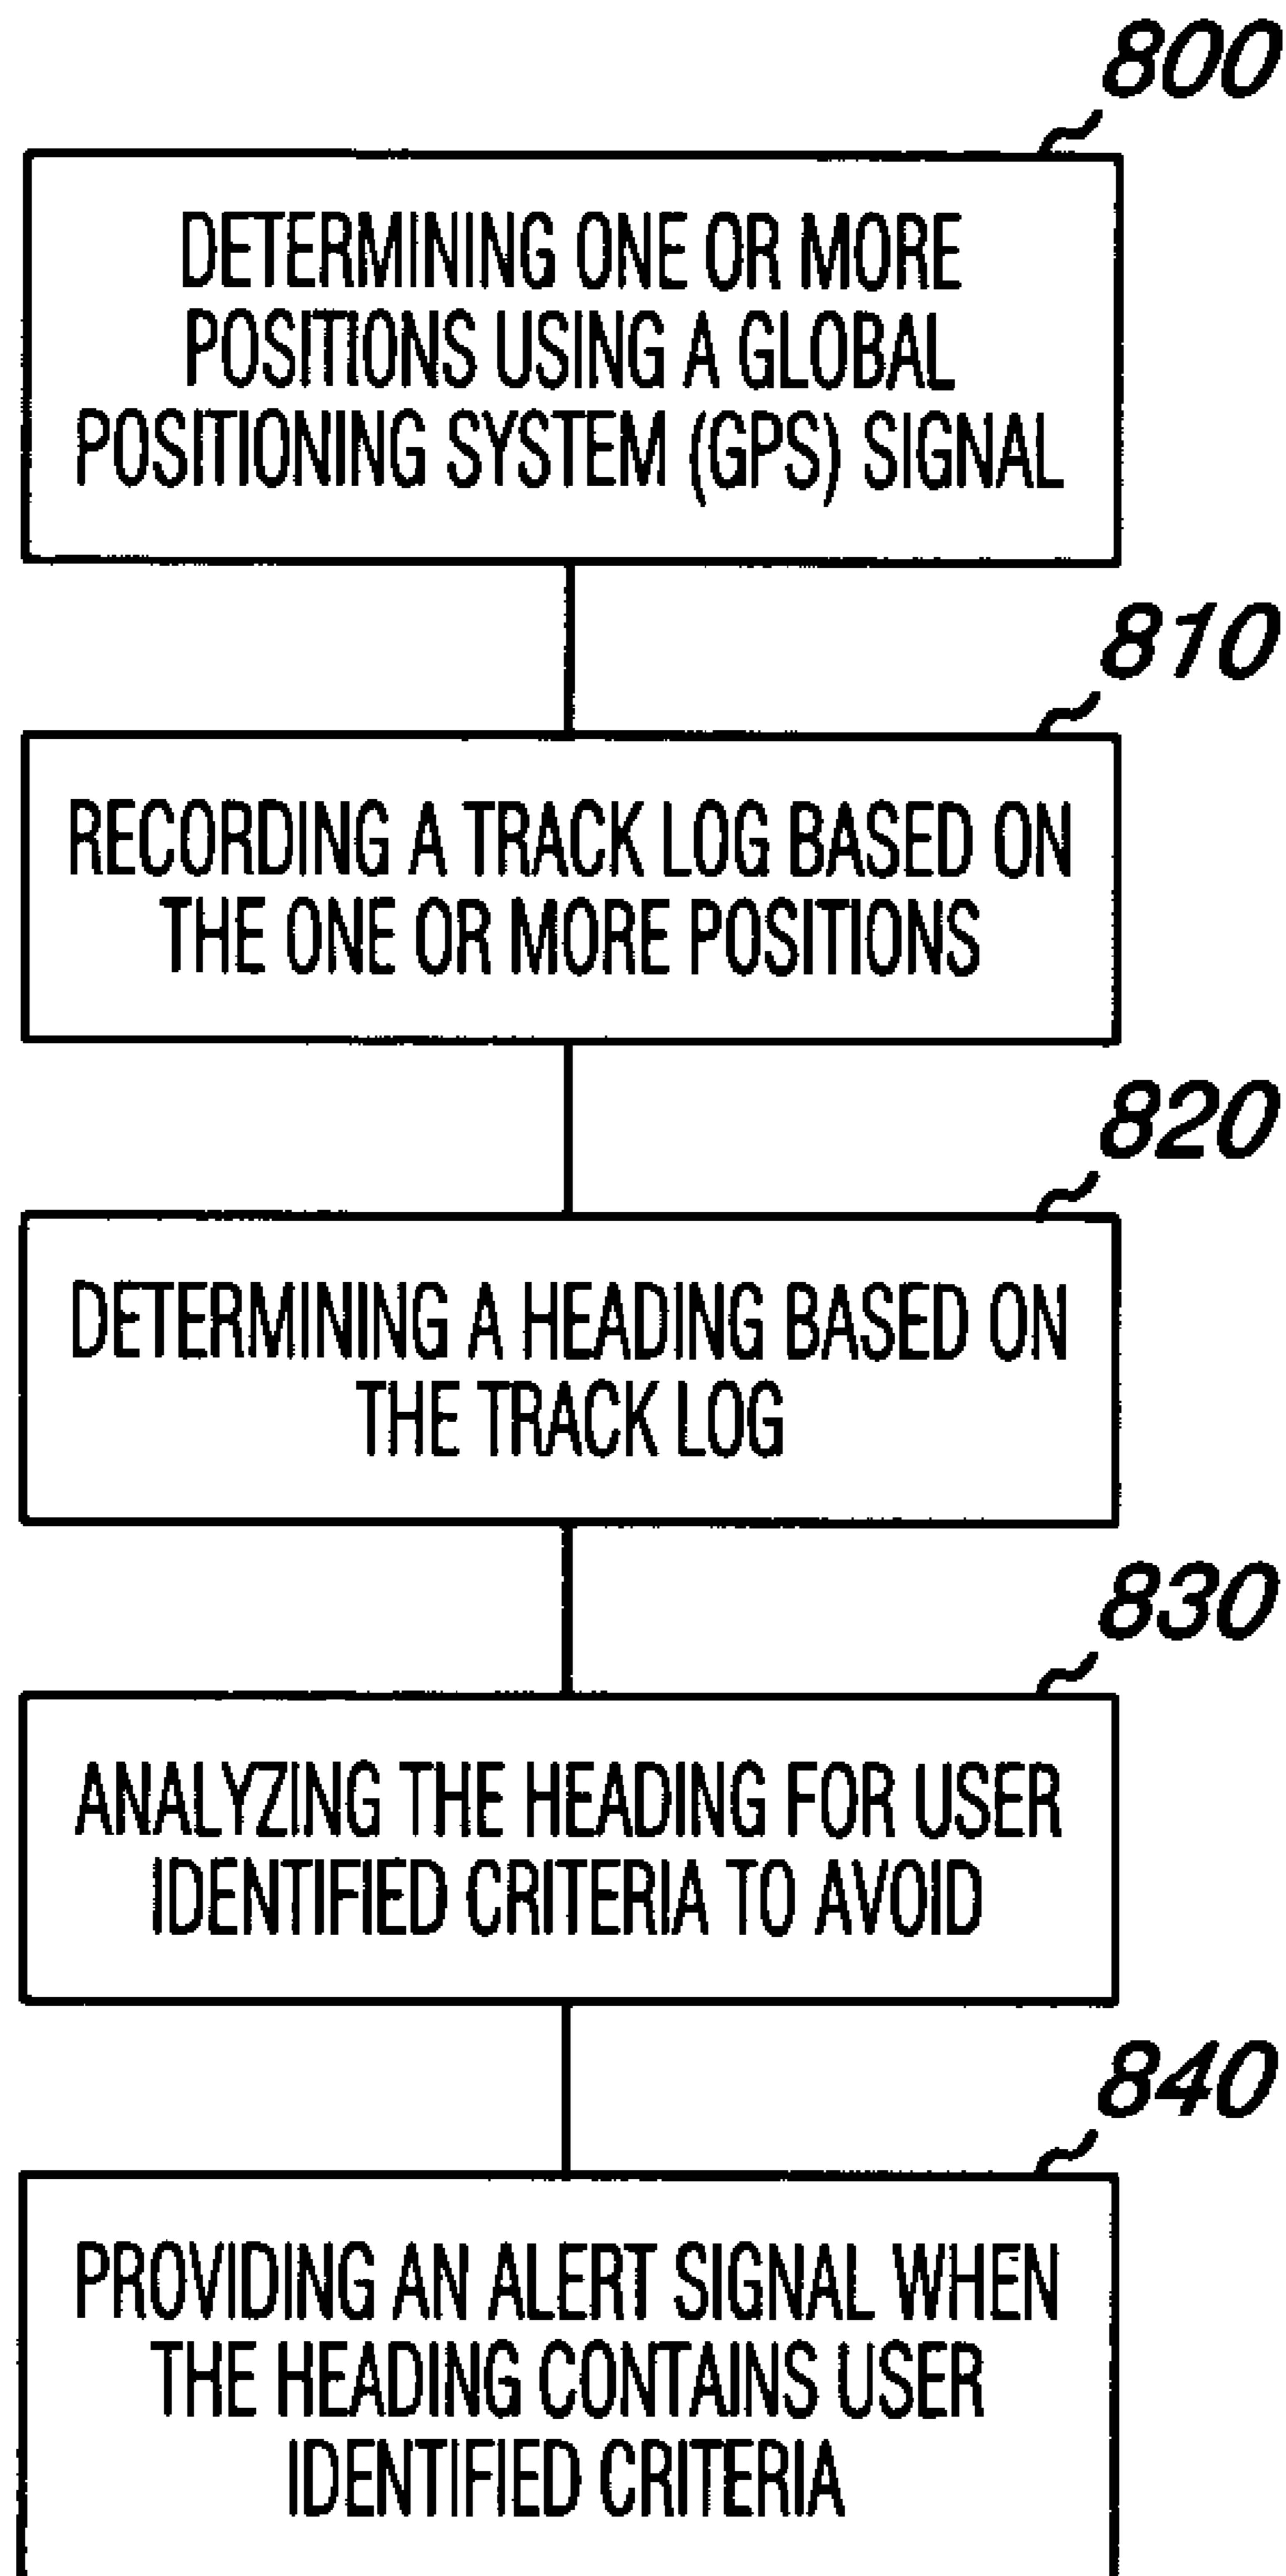 800
DETERMINING ONE OR MORE
POSITIONS USING A GLOBAL
POSITIONING SYSTEM (GPS) SIGNAL
810
RECORDING A TRACK LOG BASED ON
THE ONE OR MORE POSITIONS
820
DETERMINING A HEADING BASED ON
THE TRACK LOG
830
ANALYZING THE HEADING FOR USER
IDENTIFIED CRITERIA TO AVOID
840
PROVIDING AN ALERT SIGNAL WHEN
THE HEADING CONTAINS USER
IDENTIFIED CRITERIA